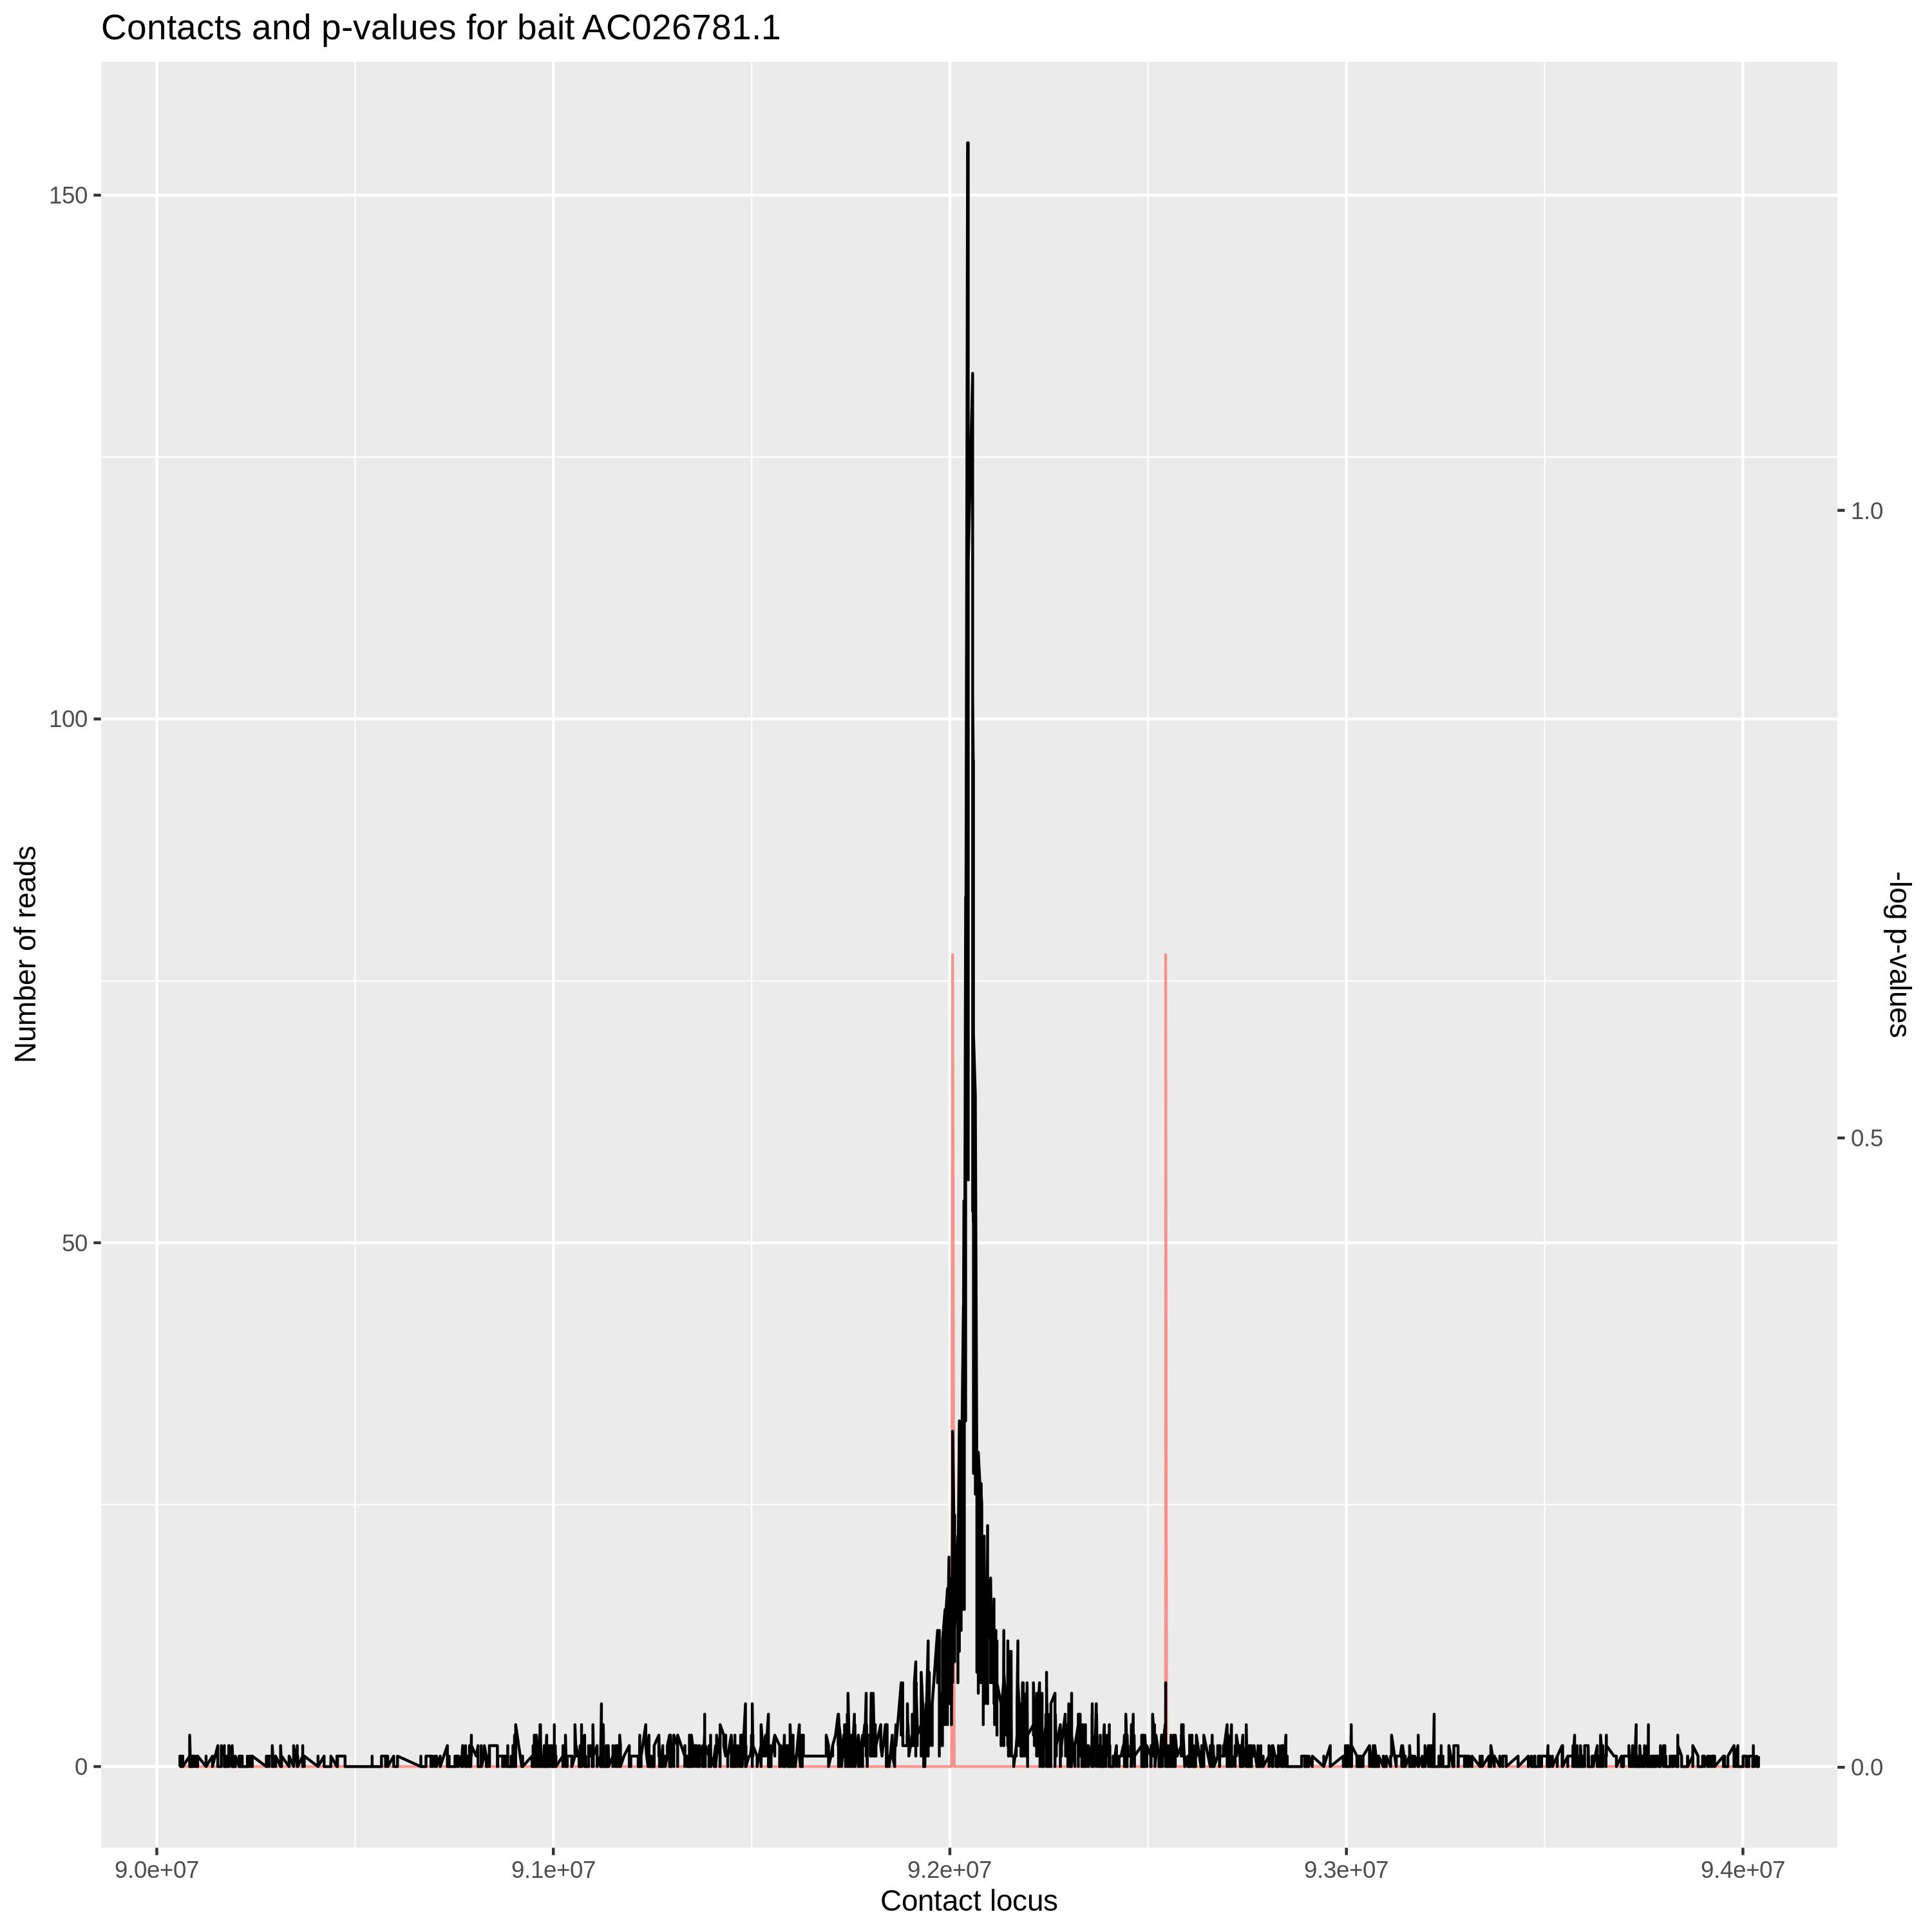 Contacts and p-values for bait AC026781.1
150
100
50
0
Number of reads
1.0
0.5
0.0
-log p-values
9.0e+07
9.1e+07
9.2e+07
9.3e+07
9.4e+07
Contact locus